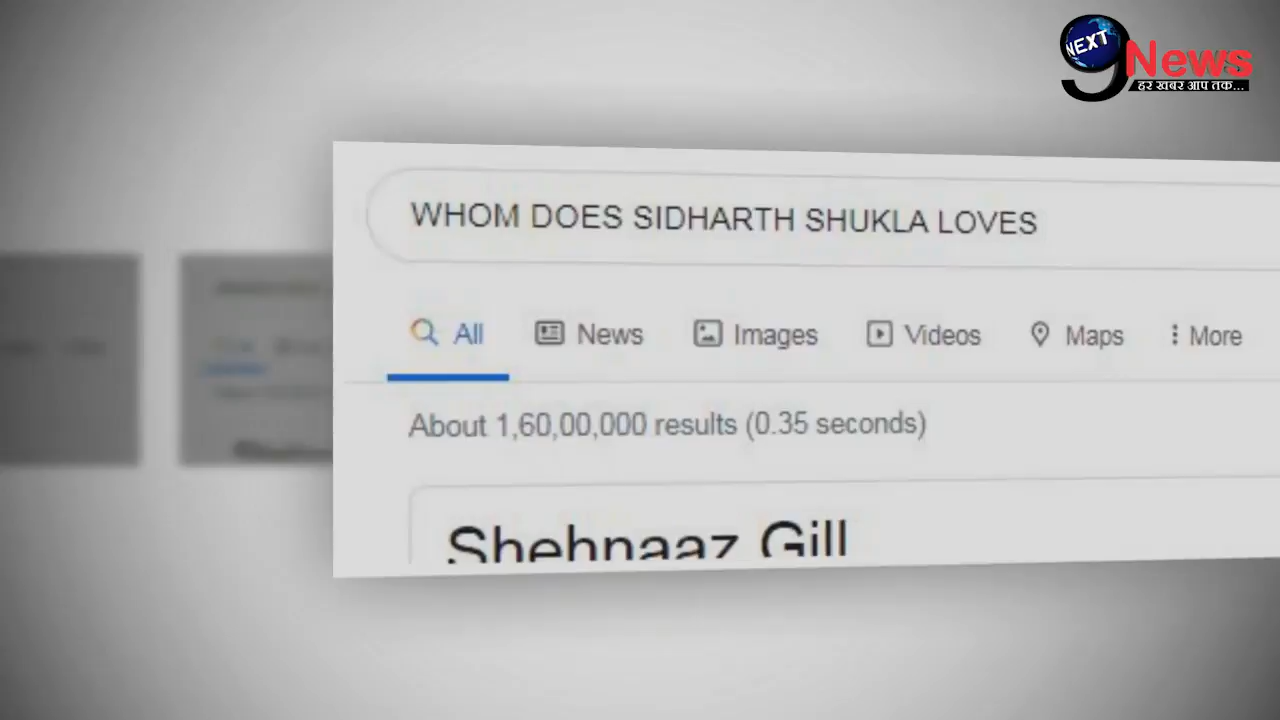 NEXT
9 News
हर खबर आप तक...
WHOM DOES SIDHARTH SHUKLA LOVES
All News Images Videos Maps More
About 1,60,00,000 results (0.35 seconds)
Shehnaaz Gill